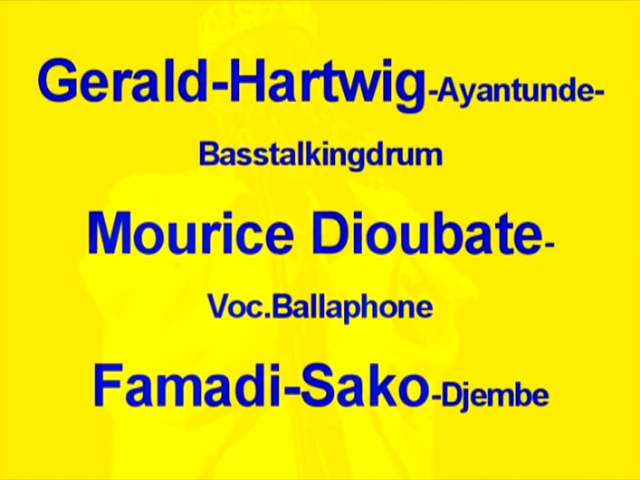 Gerald-Hartwig-Ayantunde-
Basstalkingdrum
Mourice Dioubate-
Voc.Ballaphone
Famadi-Sako-Djembe